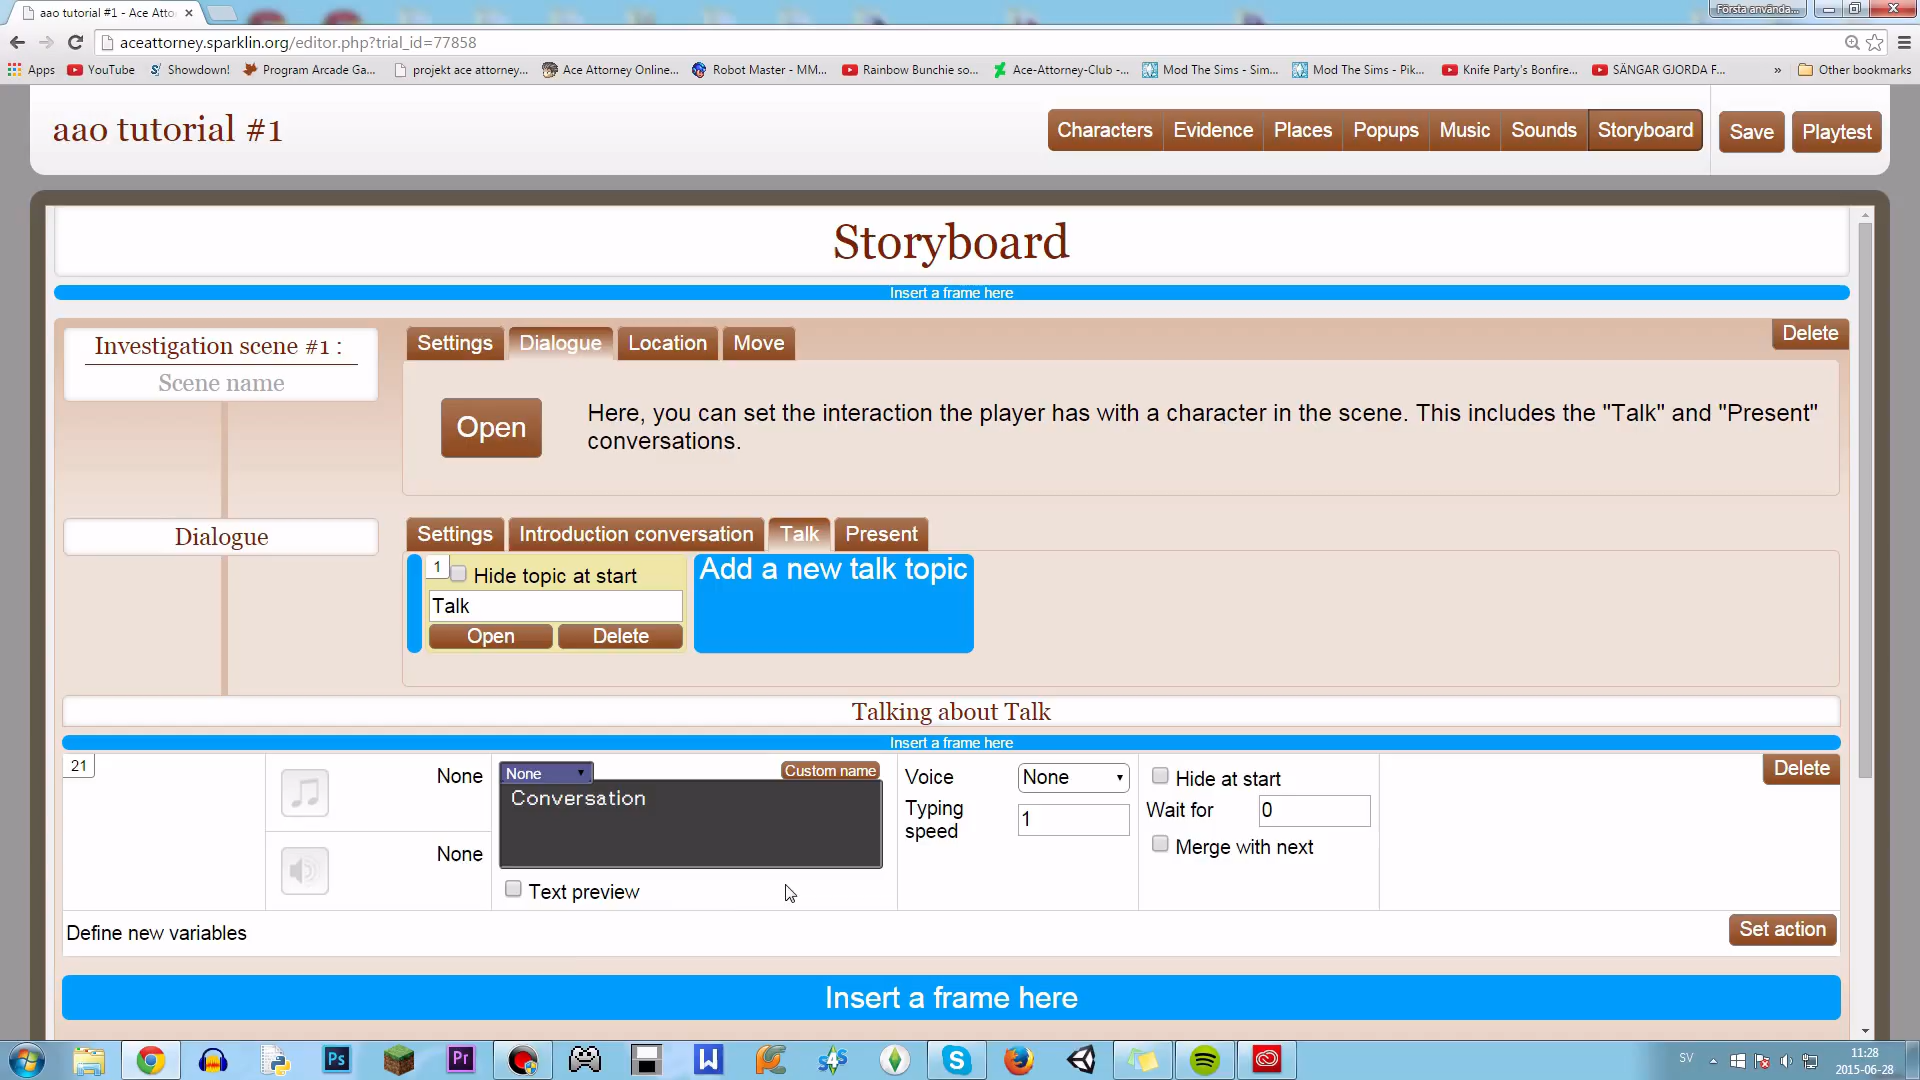 aao tutorial #1 - Ace Atto
Första använda...
aceattorney.sparklin.org/editor.php?trial_id=77858
Apps
YouTube
Showdown!
Program Arcade Ga...
projekt ace attorney...
Ace Attorney Online...
Robot Master - MM...
Rainbow Bunchie so...
Ace-Attorney-Club -...
Mod The Sims - Sim...
Mod The Sims - Pik...
Knife Party's Bonfire...
SÄNGAR GJORDA F...
»
Other bookmarks
aao tutorial #1
Characters
Evidence
Places
Popups
Music
Sounds
Storyboard
Save
Playtest
Storyboard
Insert a frame here
Investigation scene #1 :
Scene name
Settings
Dialogue
Location
Move
Delete
Open
Here, you can set the interaction the player has with a character in the scene. This includes the "Talk" and "Present"
conversations.
Dialogue
Settings
Introduction conversation
Talk
Present
1
Hide topic at start
Talk
Open
Delete
Add a new talk topic
Talking about Talk
Insert a frame here
21
None
None
None
Custom name
Conversation
Text preview
Voice
None
Typing
speed
1
Hide at start
Wait for
0
Merge with next
Delete
Define new variables
Set action
Insert a frame here
Ps
Pr
W
S4S
SV
11:28
2015-06-28